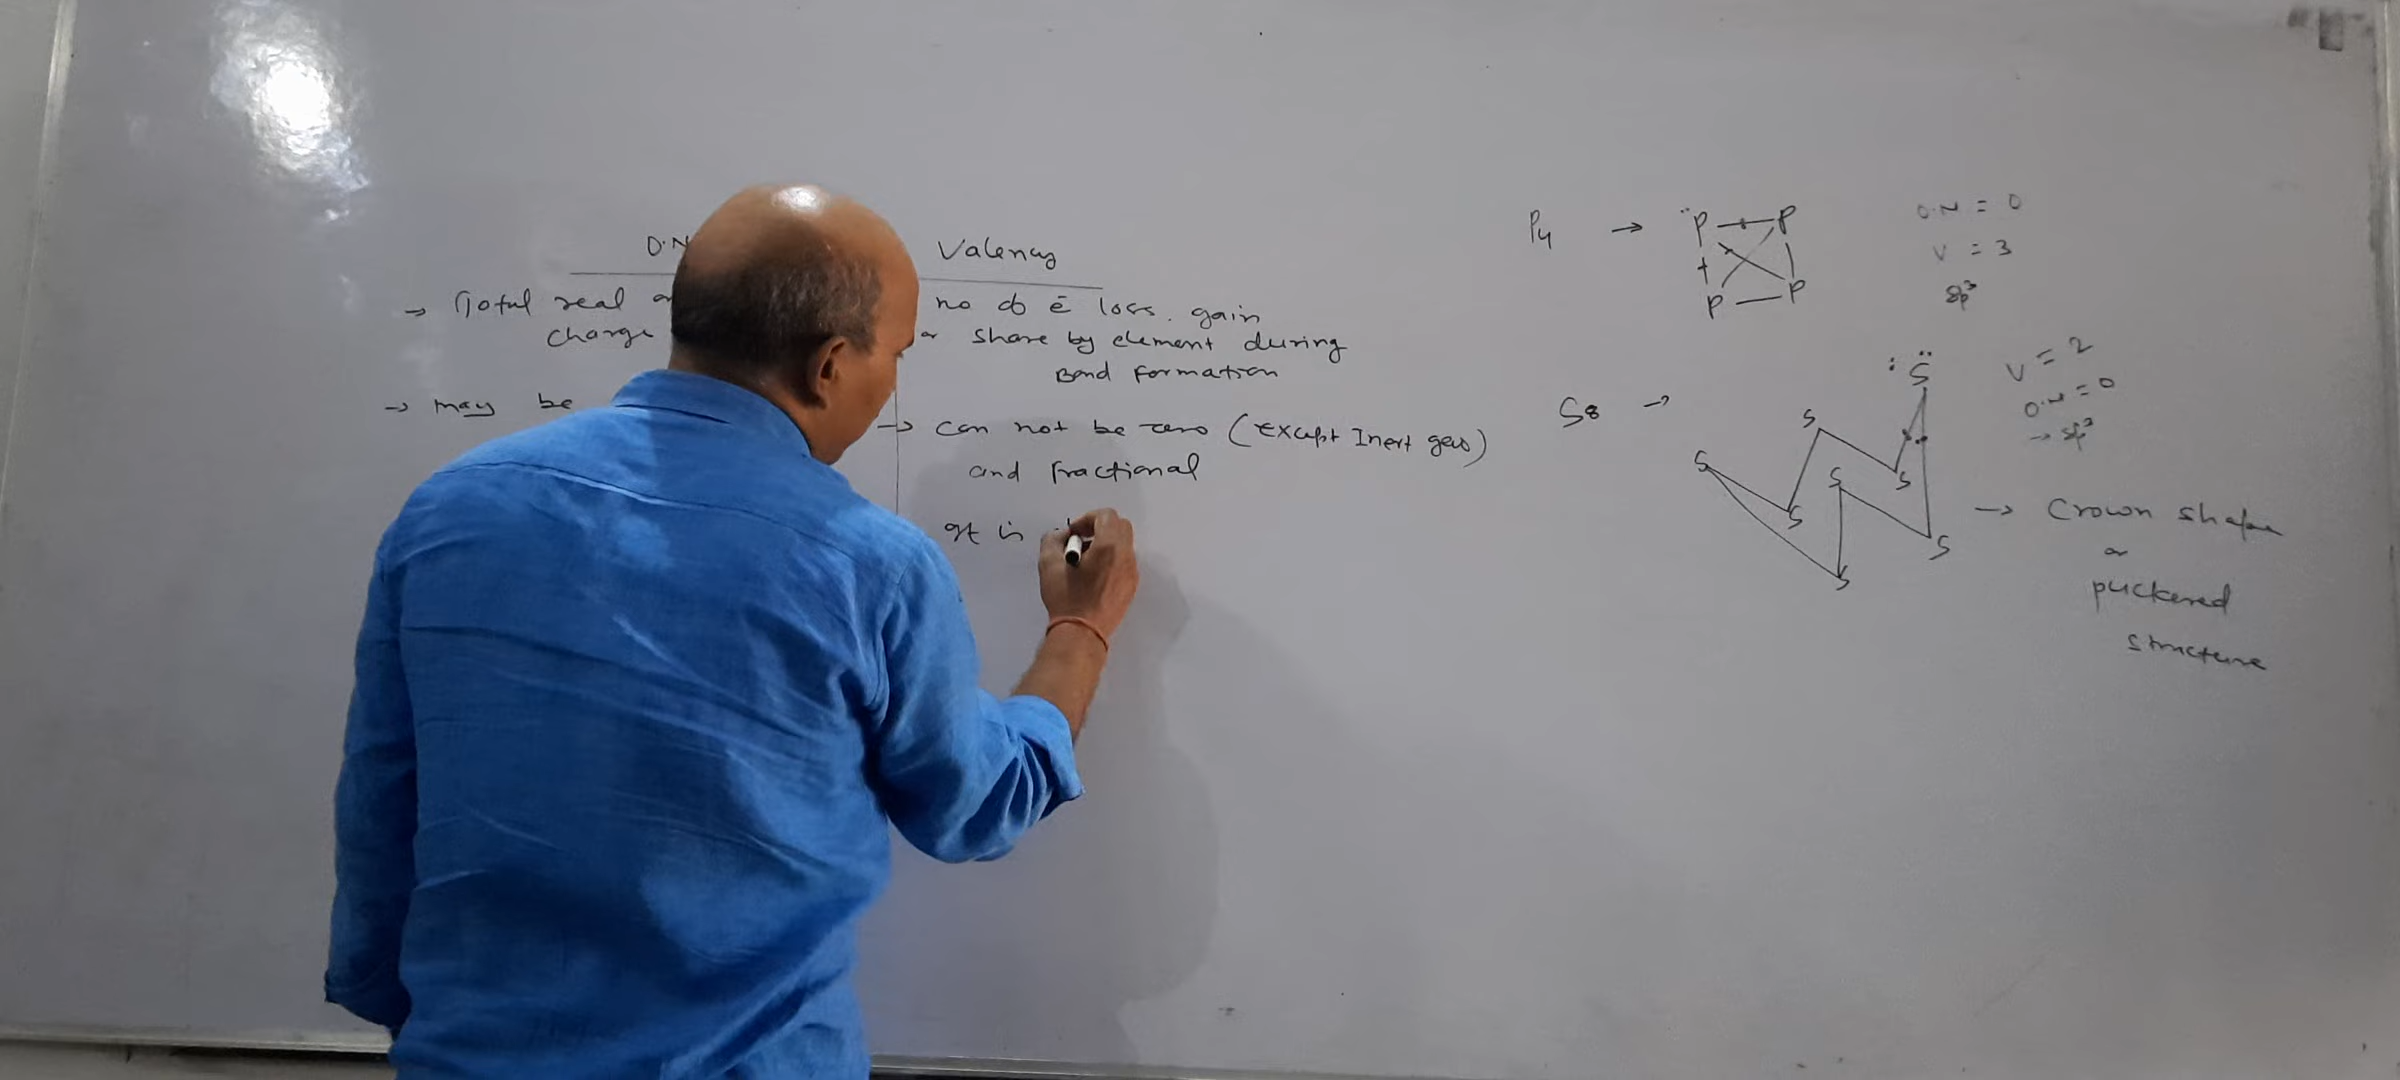 O.N
Valency
→ Total real or
charge
no of ē loss. gain
or share by element during
Bond formation
→ may be
→ can not be zero (except Inert gas)
and fractional
It is
P4 →
P P
P P
O.N = 0
V = 3
sp³
S8 →
S
S
S
S
S
S
S
S
V = 2
O.N = 0
→ sp³
→ Crown shape
or
puckered
structure